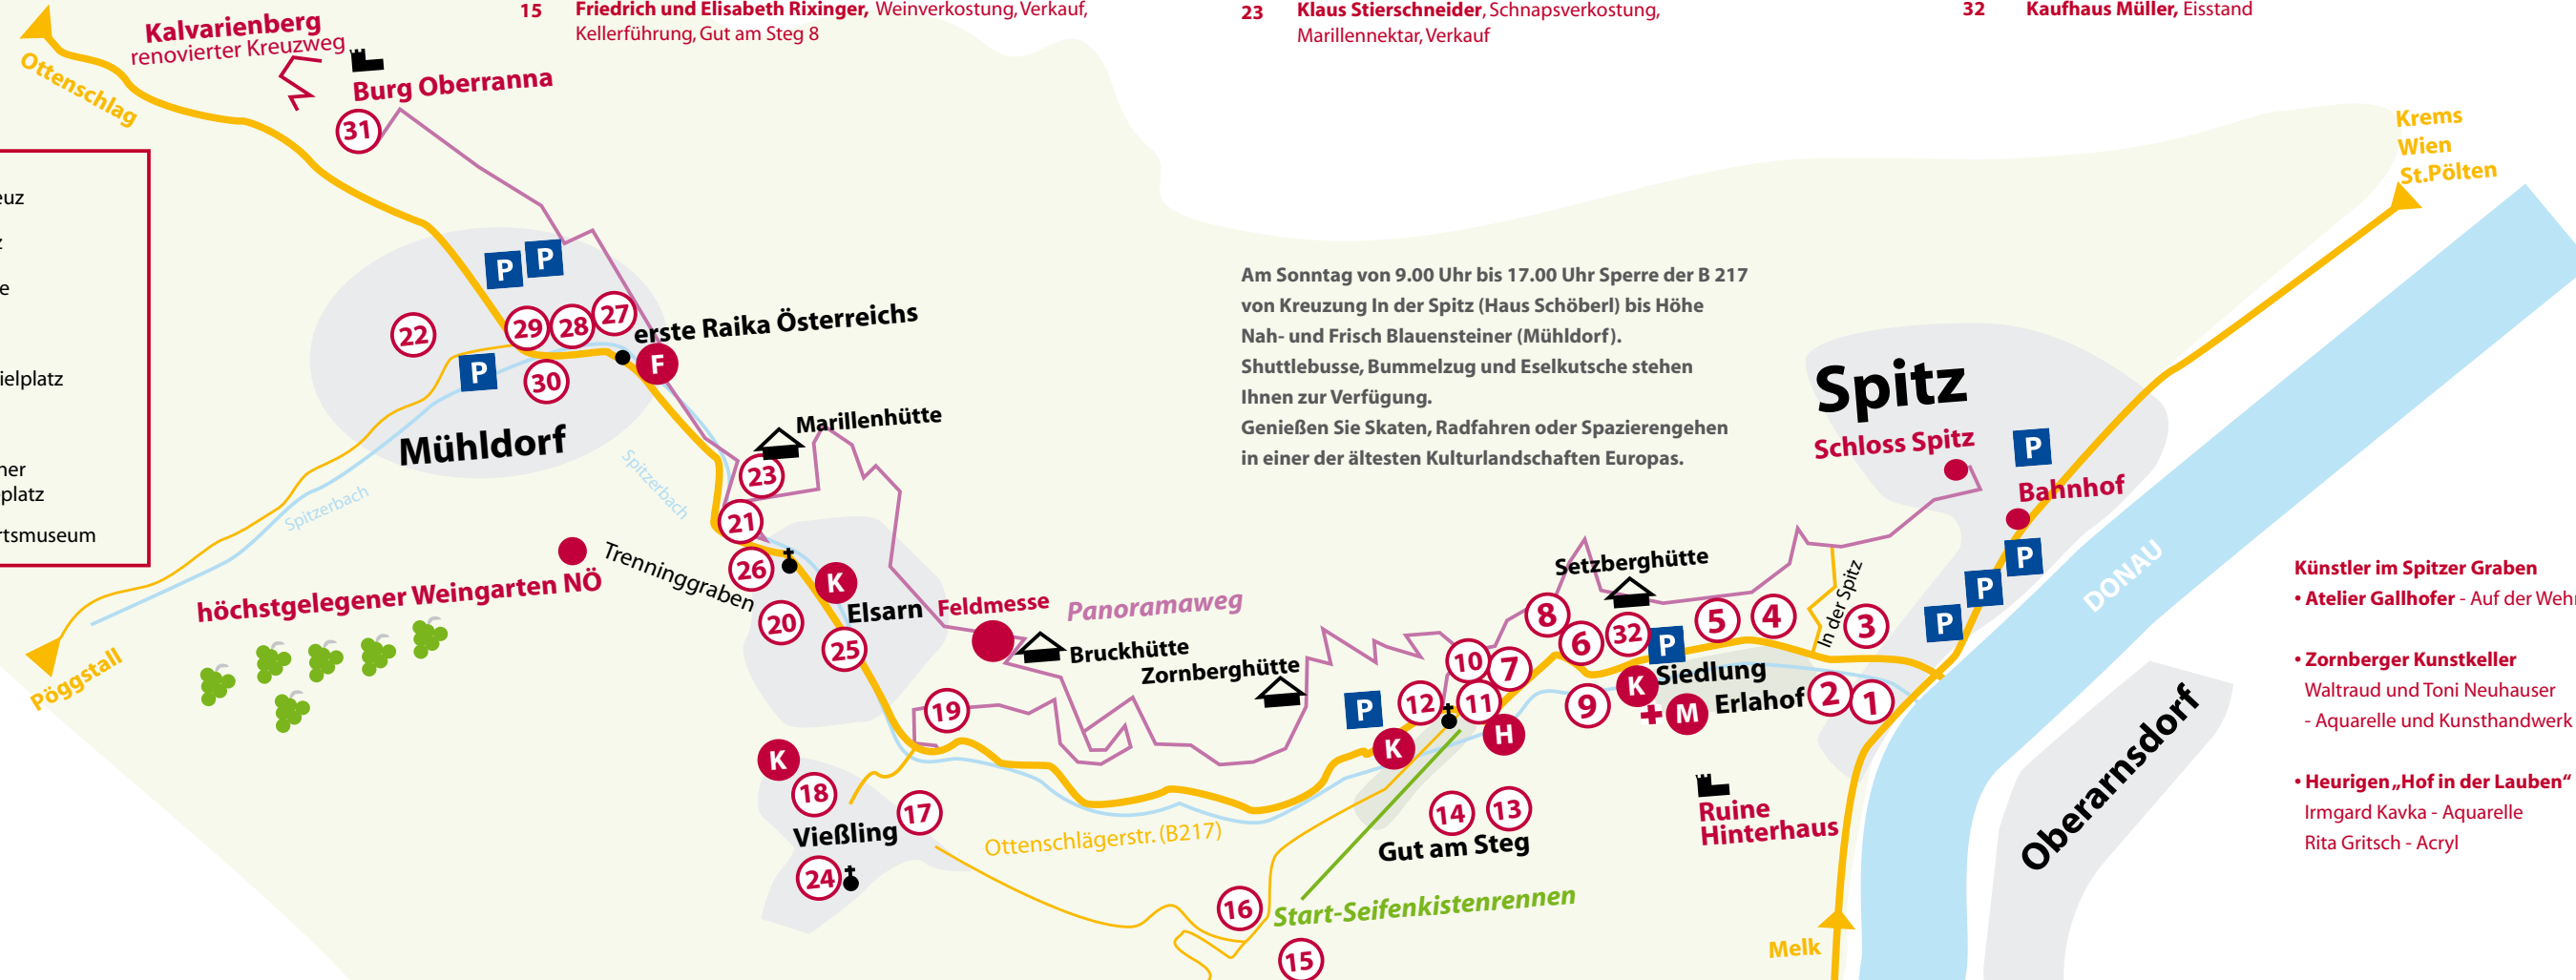 15 Friedrich und Elisabeth Rixinger, Weinverkostung, Verkauf,
Kellerführung, Gut am Steg 8
23 Klaus Stierschneider, Schnapsverkostung,
Marillennektar, Verkauf
32 Kaufhaus Müller, Eisstand
Kalvarienberg
renovierter Kreuzweg
Ottenschlag
Burg Oberranna
31
euz
z
e
ielplatz
ner
platz
rtsmuseum
Krems
Wien
St.Pölten
P P
22
29 28 27
erste Raika Österreichs
F
P
30
Mühldorf
Marillenhütte
23
Spitzerbach
Spitzerbach
21
Trenninggraben
26
K
20
Elsarn
25
höchstgelegener Weingarten NÖ
Pöggstall
Am Sonntag von 9.00 Uhr bis 17.00 Uhr Sperre der B 217
von Kreuzung In der Spitz (Haus Schöberl) bis Höhe
Nah- und Frisch Blauensteiner (Mühldorf).
Shuttlebusse, Bummelzug und Eselkutsche stehen
Ihnen zur Verfügung.
Genießen Sie Skaten, Radfahren oder Spazierengehen
in einer der ältesten Kulturlandschaften Europas.
Spitz
Schloss Spitz
P
Bahnhof
P
P
P
DONAU
Feldmesse
Panoramaweg
Bruckhütte
Zornberghütte
Setzberghütte
In der Spitz
8
6
32
P
5
4
3
10
7
12
11
P
K
H
9
K
Siedlung
M
Erlahof
2
1
19
K
18
17
Vießling
24
Ottenschlägerstr. (B217)
14
13
Gut am Steg
16
Start-Seifenkistenrennen
15
Ruine
Hinterhaus
Melk
Oberarnsdorf
Künstler im Spitzer Graben
• Atelier Gallhofer - Auf der Wehr
• Zornberger Kunstkeller
Waltraud und Toni Neuhauser
- Aquarelle und Kunsthandwerk
• Heurigen „Hof in der Lauben“
Irmgard Kavka - Aquarelle
Rita Gritsch - Acryl